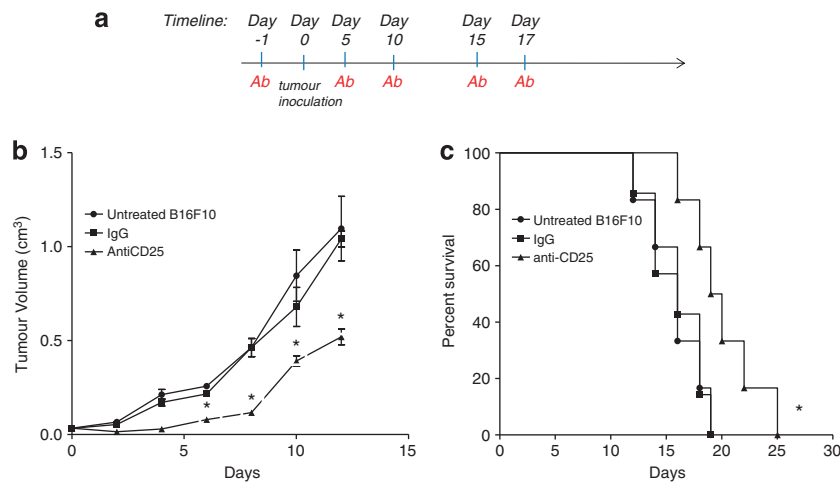 a
Timeline: Day Day Day Day Day Day
-1 0 5 10 15 17
Ab tumour inoculation Ab Ab Ab Ab
b
1.5
1.0
0.5
0.0
Tumour Volume (cm³)
Untreated B16F10
IgG
AntiCD25
*
*
*
*
0 5 10 15
Days
c
100
80
60
40
20
0
Percent survival
Untreated B16F10
IgG
anti-CD25
*
0 5 10 15 20 25 30
Days